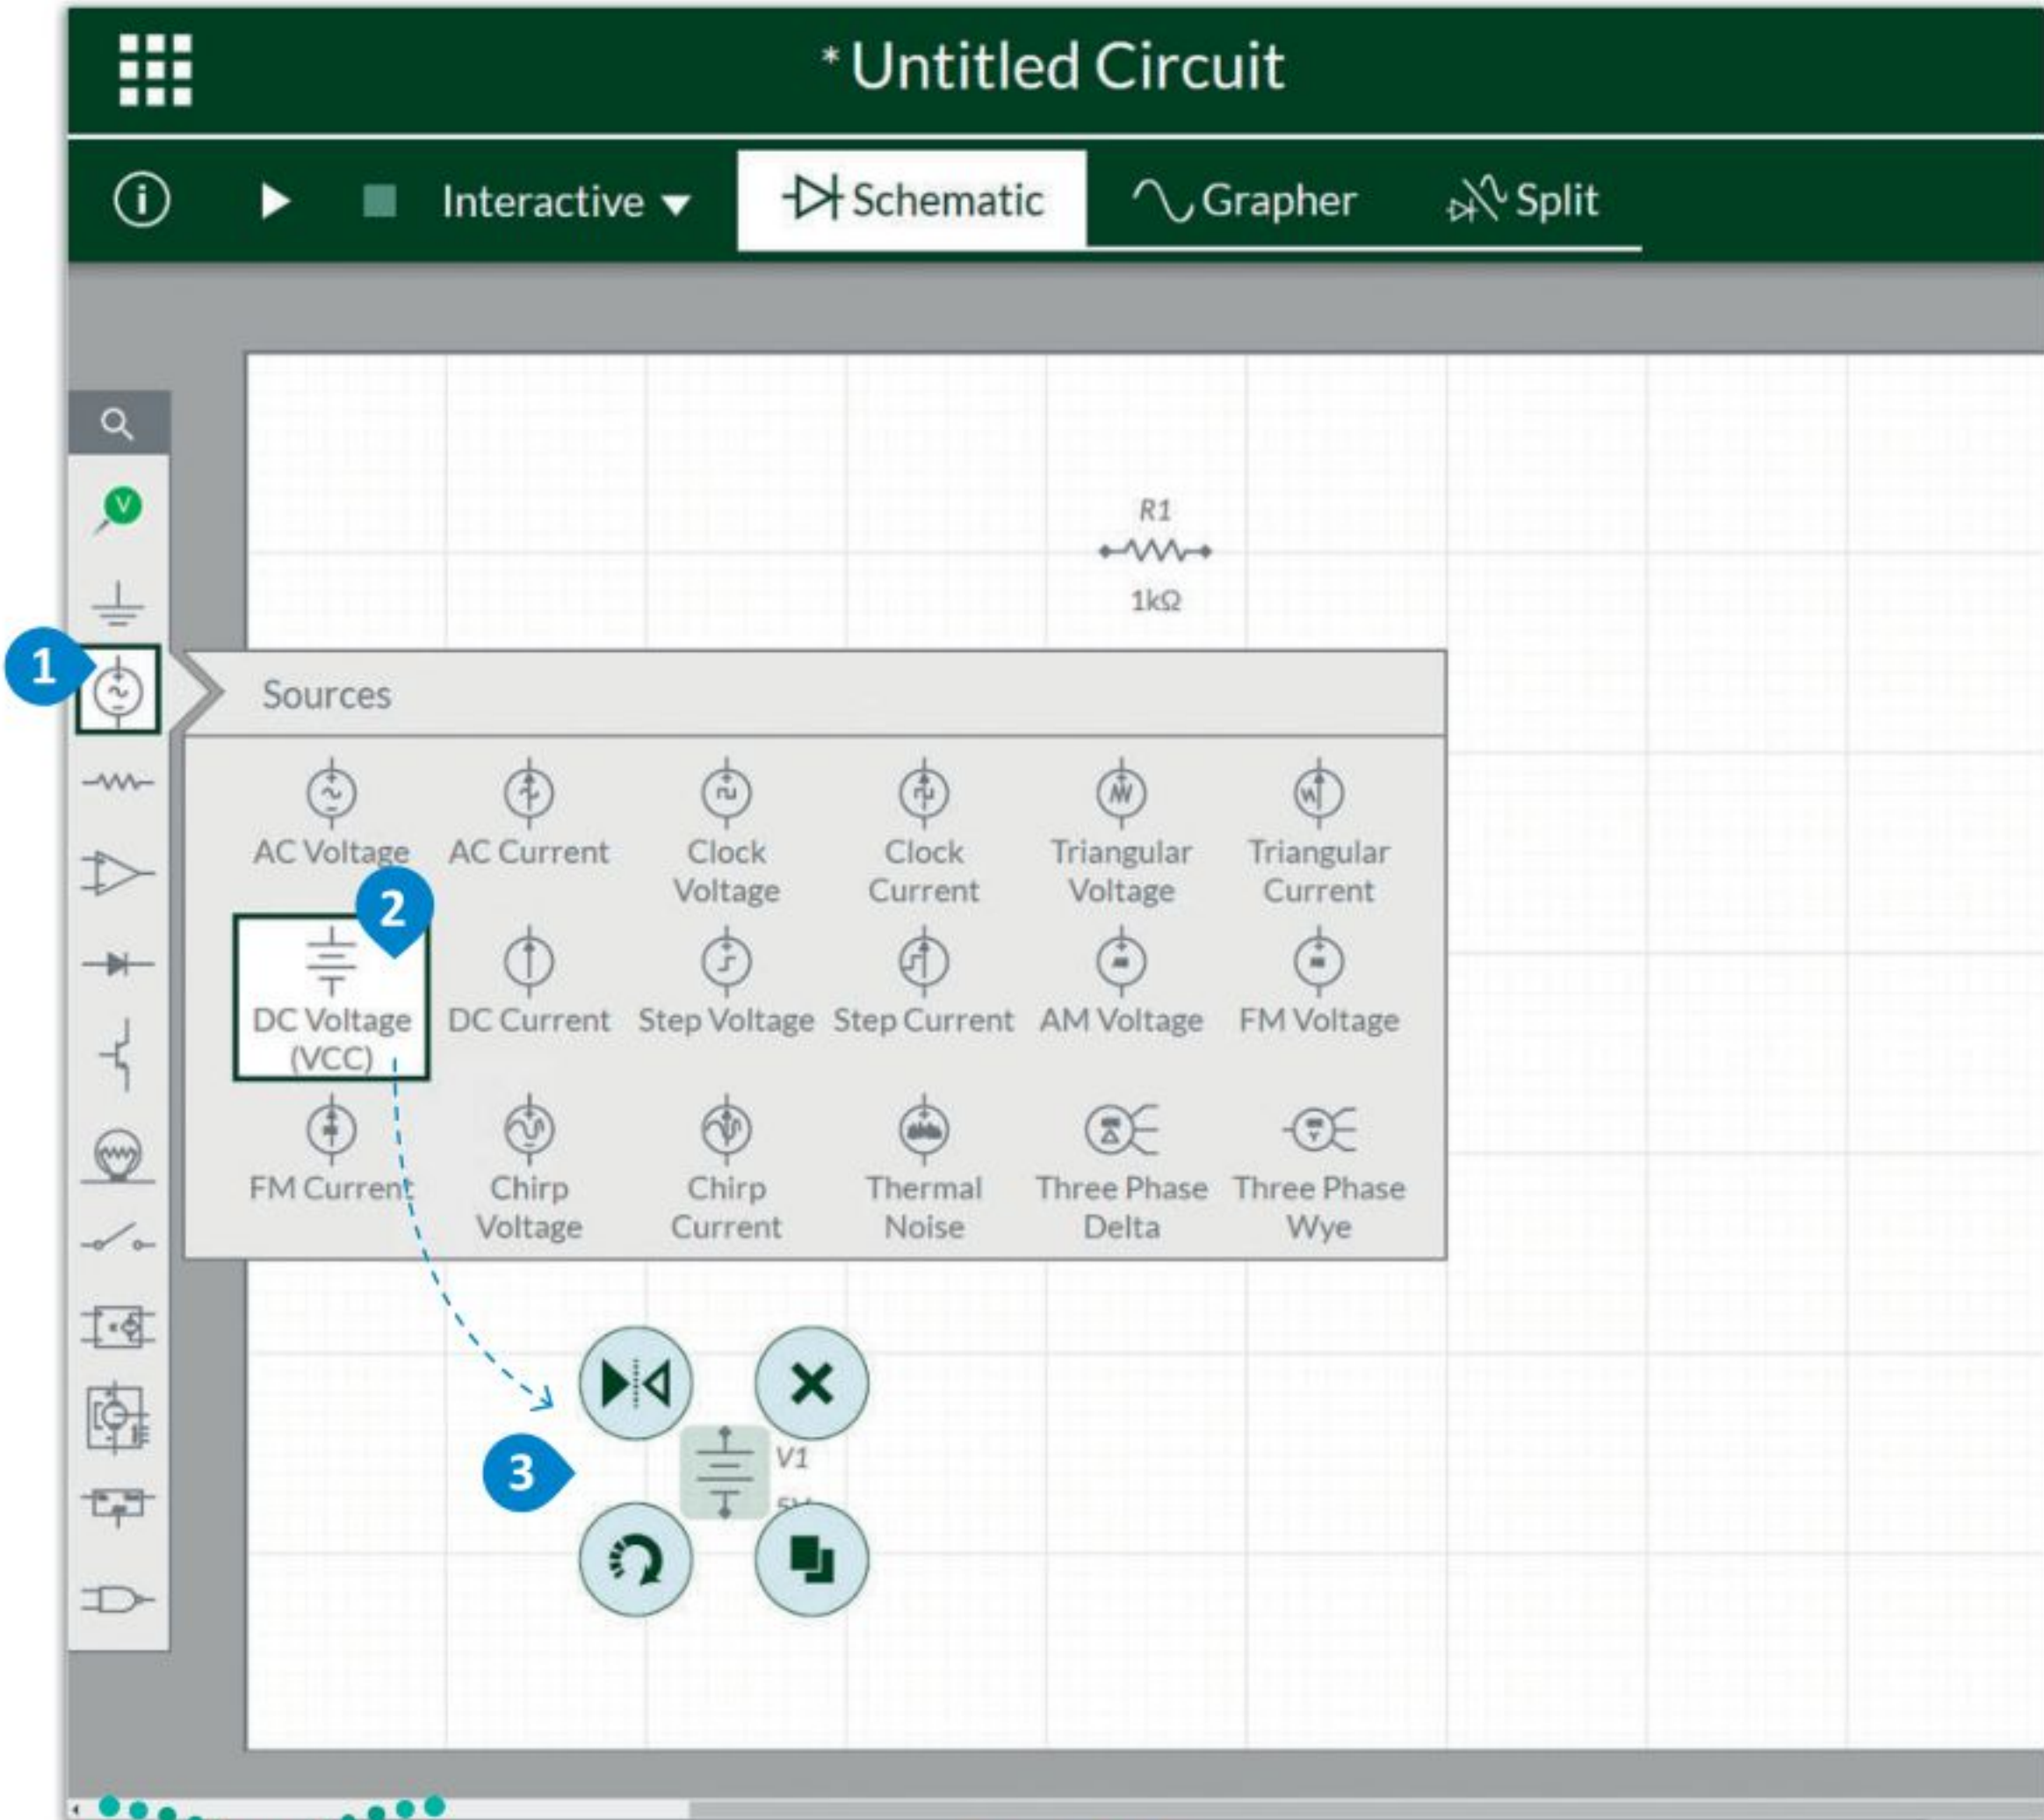 * Untitled Circuit
i Interactive Schematic Grapher Split
V
R1
1kΩ
1
Sources
AC Voltage AC Current Clock Voltage Clock Current Triangular Voltage Triangular Current
2
DC Voltage (VCC) DC Current Step Voltage Step Current AM Voltage FM Voltage
FM Current Chirp Voltage Chirp Current Thermal Noise Three Phase Delta Three Phase Wye
3
V1
5V